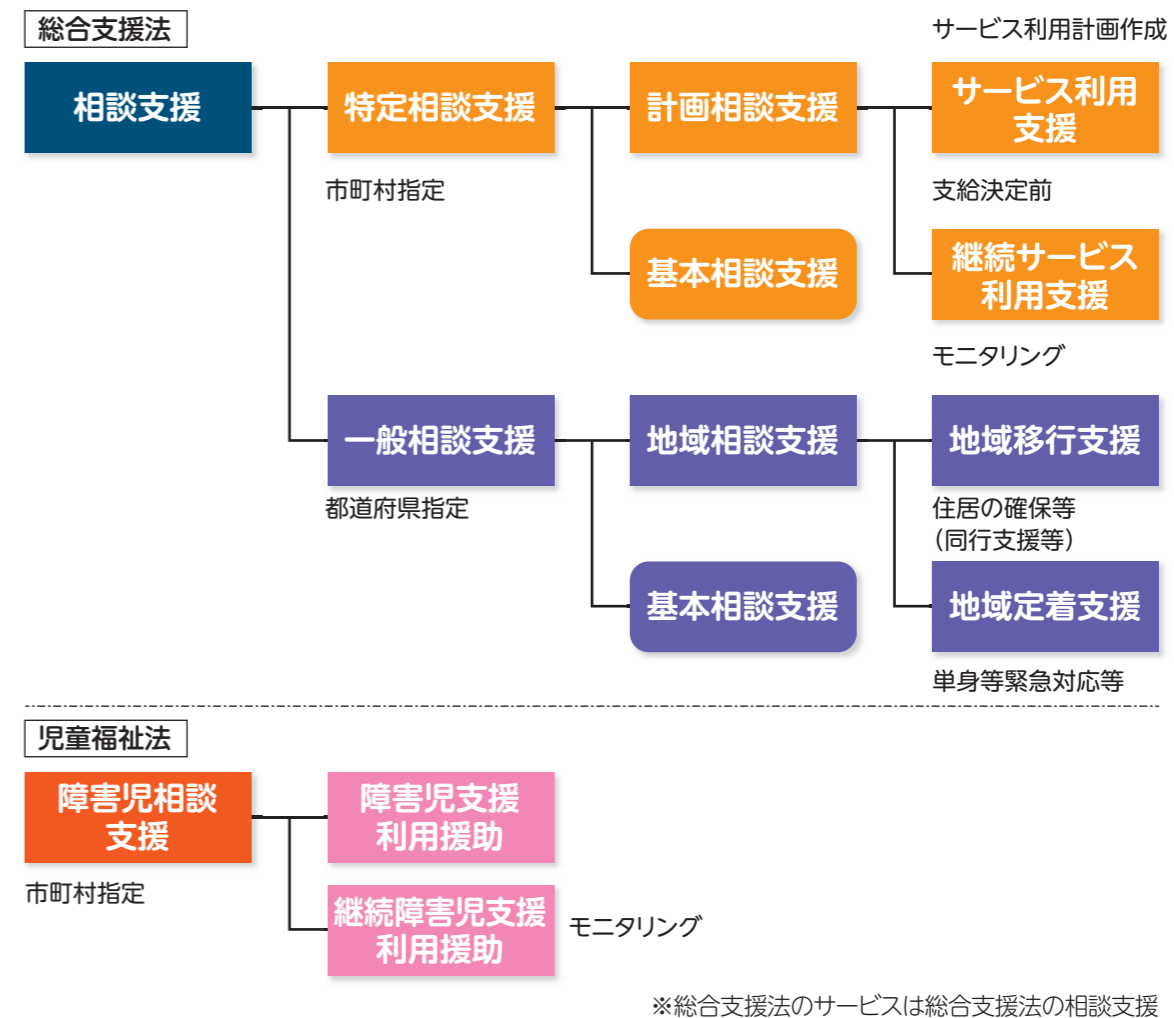 総合支援法
サービス利用計画作成
相談支援
特定相談支援
計画相談支援
サービス利用
支援
市町村指定
支給決定前
基本相談支援
継続サービス
利用支援
モニタリング
一般相談支援
地域相談支援
地域移行支援
都道府県指定
住居の確保等
（同行支援等）
基本相談支援
地域定着支援
単身等緊急対応等
児童福祉法
障害児相談
支援
障害児支援
利用援助
市町村指定
継続障害児支援
利用援助
モニタリング
※総合支援法のサービスは総合支援法の相談支援